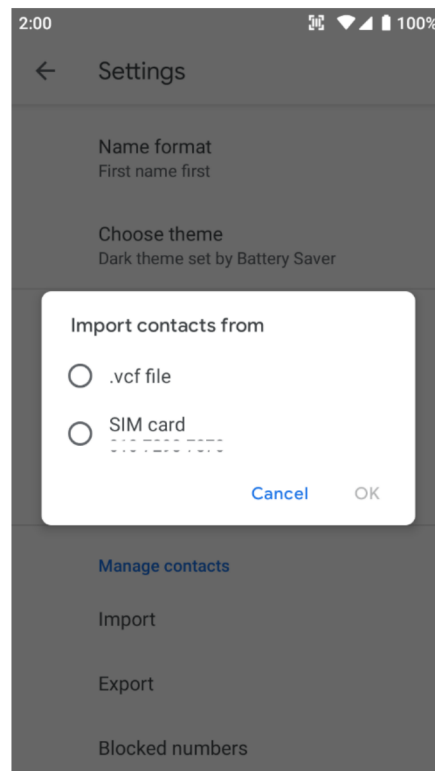 2:00
100%
Settings
Name format
First name first
Choose theme
Dark theme set by Battery Saver
Import contacts from
.vcf file
SIM card
Cancel
OK
Manage contacts
Import
Export
Blocked numbers